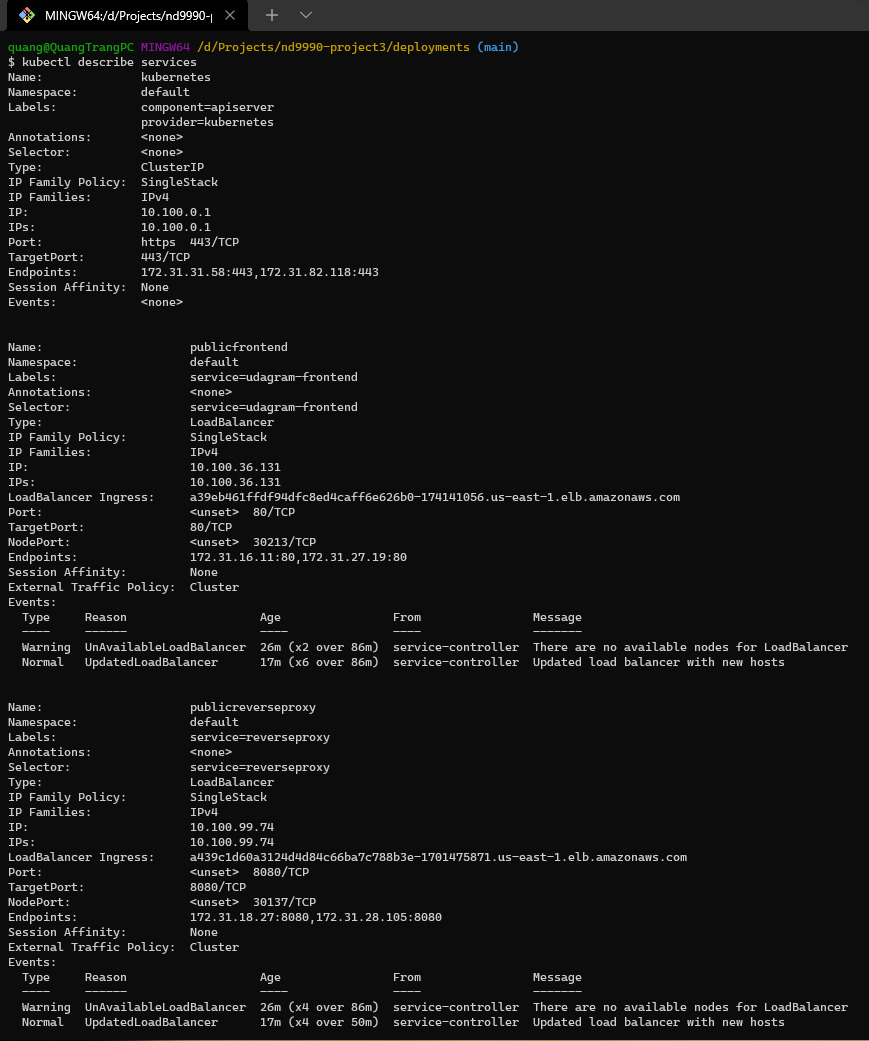 MINGW64:/d/Projects/nd9990-p
quang@QuangTrangPC MINGW64 /d/Projects/nd9990-project3/deployments (main)
$ kubectl describe services
Name:              kubernetes
Namespace:         default
Labels:            component=apiserver
                   provider=kubernetes
Annotations:       <none>
Selector:          <none>
Type:              ClusterIP
IP Family Policy:  SingleStack
IP Families:       IPv4
IP:                10.100.0.1
IPs:               10.100.0.1
Port:              https  443/TCP
TargetPort:        443/TCP
Endpoints:         172.31.31.58:443,172.31.82.118:443
Session Affinity:  None
Events:            <none>
Name:                     publicfrontend
Namespace:                default
Labels:                   service=udagram-frontend
Annotations:              <none>
Selector:                 service=udagram-frontend
Type:                     LoadBalancer
IP Family Policy:         SingleStack
IP Families:              IPv4
IP:                       10.100.36.131
IPs:                      10.100.36.131
LoadBalancer Ingress:     a39eb461ffdf94dfc8ed4caff6e626b0-174141056.us-east-1.elb.amazonaws.com
Port:                     <unset>  80/TCP
TargetPort:               80/TCP
NodePort:                 <unset>  30213/TCP
Endpoints:                172.31.16.11:80,172.31.27.19:80
Session Affinity:         None
External Traffic Policy:  Cluster
Events:
  Type     Reason                   Age                 From                Message
  ----     ------                   ----                ----                -------
  Warning  UnAvailableLoadBalancer  26m (x2 over 86m)  service-controller  There are no available nodes for LoadBalancer
  Normal   UpdatedLoadBalancer      17m (x6 over 86m)  service-controller  Updated load balancer with new hosts
Name:                     publicreverseproxy
Namespace:                default
Labels:                   service=reverseproxy
Annotations:              <none>
Selector:                 service=reverseproxy
Type:                     LoadBalancer
IP Family Policy:         SingleStack
IP Families:              IPv4
IP:                       10.100.99.74
IPs:                      10.100.99.74
LoadBalancer Ingress:     a439c1d60a3124d4d84c66ba7c788b3e-1701475871.us-east-1.elb.amazonaws.com
Port:                     <unset>  8080/TCP
TargetPort:               8080/TCP
NodePort:                 <unset>  30137/TCP
Endpoints:                172.31.18.27:8080,172.31.28.105:8080
Session Affinity:         None
External Traffic Policy:  Cluster
Events:
  Type     Reason                   Age                 From                Message
  ----     ------                   ----                ----                -------
  Warning  UnAvailableLoadBalancer  26m (x4 over 86m)  service-controller  There are no available nodes for LoadBalancer
  Normal   UpdatedLoadBalancer      17m (x4 over 50m)  service-controller  Updated load balancer with new hosts